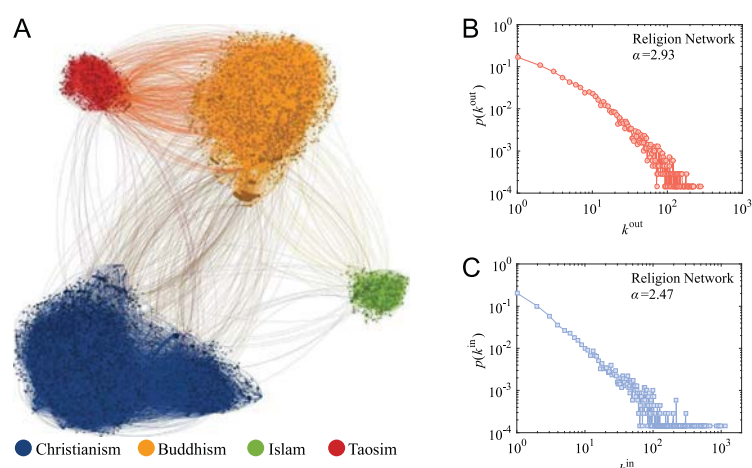 A
Christianism Buddhism Islam Taosim
B
10^0
10^-1
10^-2
10^-3
10^-4
p(k^out)
Religion Network
α=2.93
10^0 10^1 10^2 10^3
k^out
C
10^0
10^-1
10^-2
10^-3
10^-4
p(k^in)
Religion Network
α=2.47
10^0 10^1 10^2 10^3
k^in